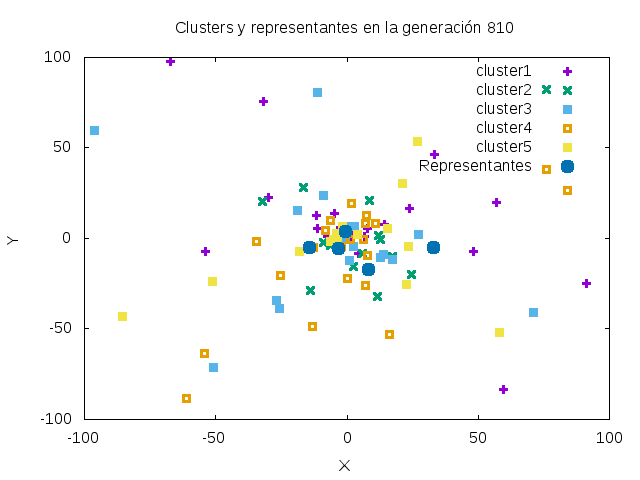 Clusters y representantes en la generación 810
100
50
0
-50
-100
Y
cluster1
cluster2
cluster3
cluster4
cluster5
Representantes
-100 -50 0 50 100
X